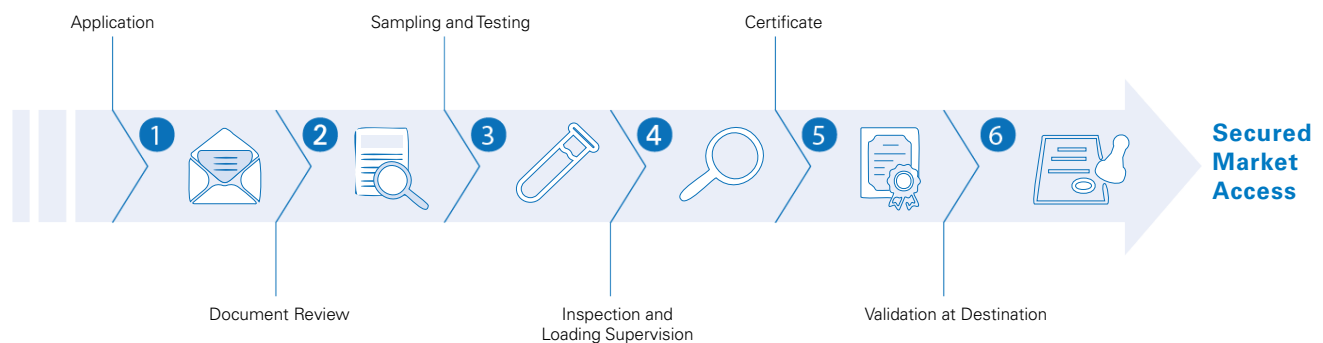 Application
Sampling and Testing
Certificate
1
2
3
4
5
6
Secured
Market
Access
Document Review
Inspection and
Loading Supervision
Validation at Destination